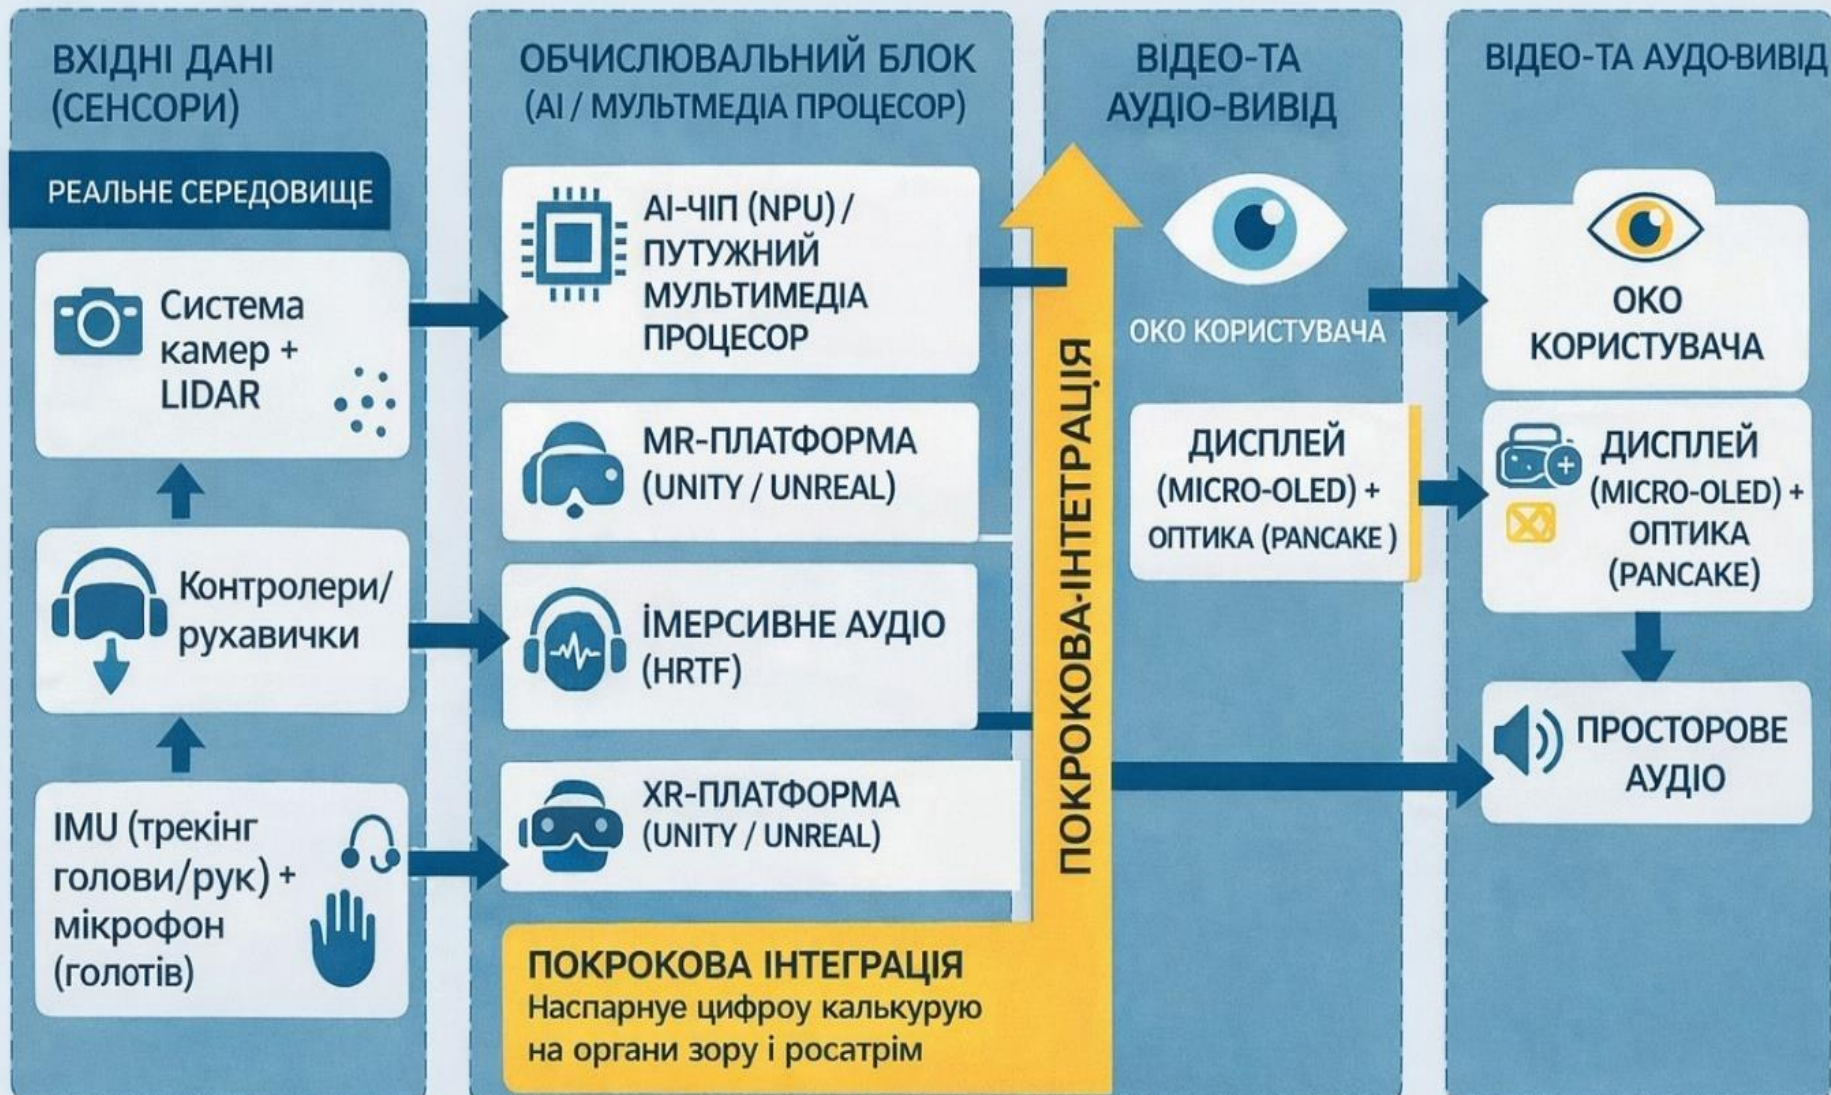 ВХІДНІ ДАНІ
(СЕНСОРИ)
РЕАЛЬНЕ СЕРЕДОВИЩЕ
Система
камер +
LIDAR
Контролери/
рухавички
IMU (трекінг
голови/рук) +
мікрофон
(голотів)
ОБЧИСЛЮВАЛЬНИЙ БЛОК
(AI / МУЛЬТМЕДІА ПРОЦЕСОР)
АІ-ЧІП (NPU) /
ПУТУЖНИЙ
МУЛЬТИМЕДІА
ПРОЦЕСОР
MR-ПЛАТФОРМА
(UNITY / UNREAL)
ІМЕРСИВНЕ АУДІО
(HRTF)
XR-ПЛАТФОРМА
(UNITY / UNREAL)
ПОКРОКОВА ІНТЕГРАЦІЯ
Наспарнує цифроу калькурую
на органи зору і росатрім
ПОКРОКОВА-ІНТЕТРАЦІЯ
ВІДЕО-ТА
АУДІО-ВИВІД
ОКО КОРИСТУВАЧА
ДИСПЛЕЙ
(MICRO-OLED) +
ОПТИКА (PANCAKE )
ВІДЕО-ТА АУДО-ВИВІД
ОКО
КОРИСТУВАЧА
ДИСПЛЕЙ
(MICRO-OLED) +
ОПТИКА
(PANCAKE)
ПРОСТОРОВЕ
АУДІО